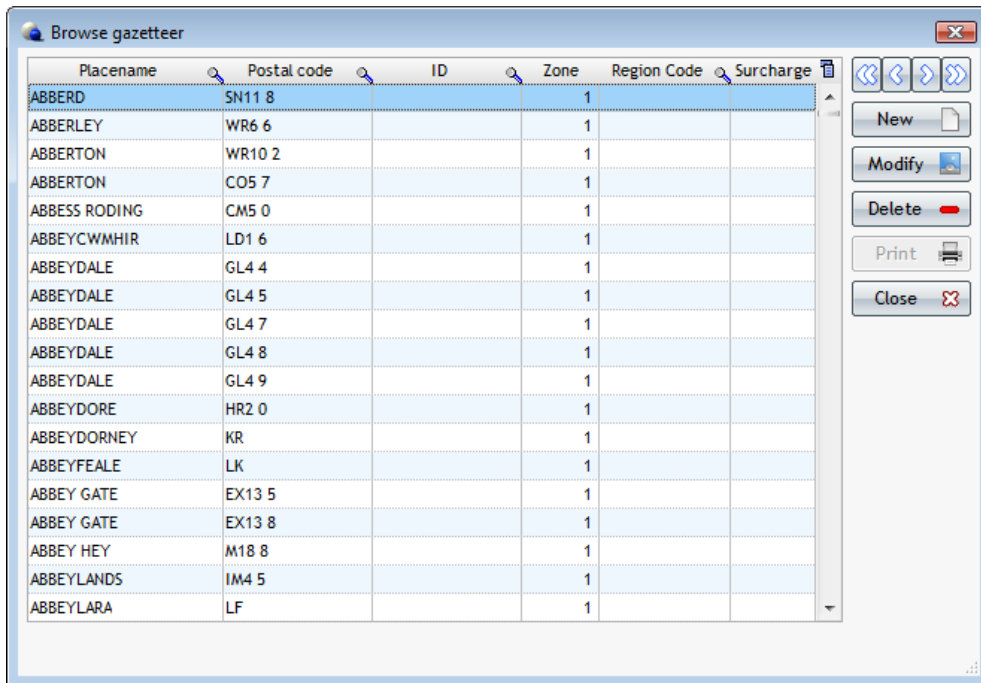 Browse gazetteer
Placename Postal code ID Zone Region Code Surcharge
ABBERD SN11 8 1
ABBERLEY WR6 6 1
ABBERTON WR10 2 1
ABBERTON CO5 7 1
ABBESS RODING CM5 0 1
ABBEYCWMHIR LD1 6 1
ABBEYDALE GL4 4 1
ABBEYDALE GL4 5 1
ABBEYDALE GL4 7 1
ABBEYDALE GL4 8 1
ABBEYDALE GL4 9 1
ABBEYDORE HR2 0 1
ABBEYDORNEY KR 1
ABBEYFEALE LK 1
ABBEY GATE EX13 5 1
ABBEY GATE EX13 8 1
ABBEY HEY M18 8 1
ABBEYLANDS IM4 5 1
ABBEYLARA LF 1
New
Modify
Delete
Print
Close